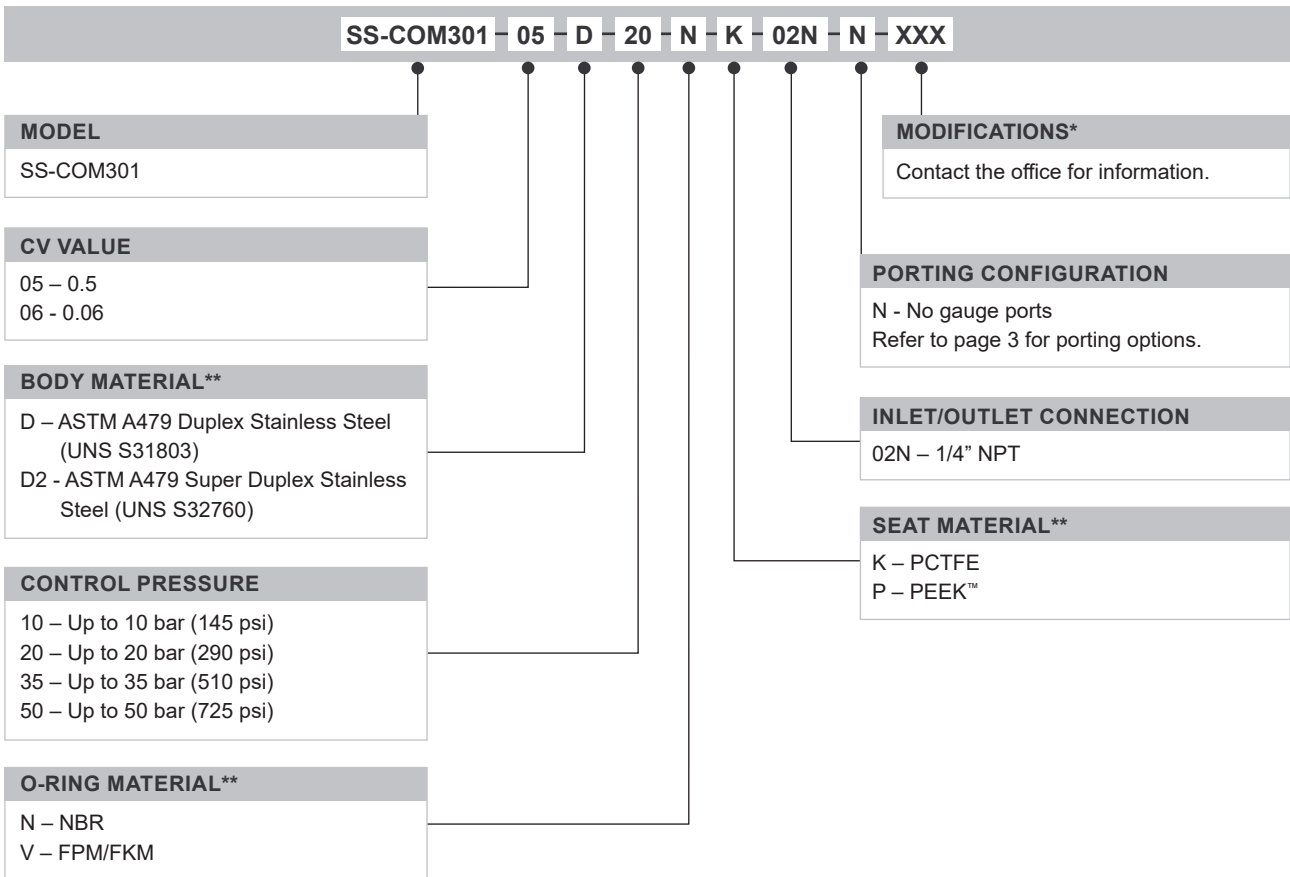 SS-COM301 - 05 - D - 20 - N - K - 02N - N - XXX
MODEL
SS-COM301
CV VALUE
05 – 0.5
06 - 0.06
BODY MATERIAL**
D – ASTM A479 Duplex Stainless Steel
(UNS S31803)
D2 - ASTM A479 Super Duplex Stainless
Steel (UNS S32760)
CONTROL PRESSURE
10 – Up to 10 bar (145 psi)
20 – Up to 20 bar (290 psi)
35 – Up to 35 bar (510 psi)
50 – Up to 50 bar (725 psi)
O-RING MATERIAL**
N – NBR
V – FPM/FKM
MODIFICATIONS*
Contact the office for information.
PORTING CONFIGURATION
N - No gauge ports
Refer to page 3 for porting options.
INLET/OUTLET CONNECTION
02N – 1/4” NPT
SEAT MATERIAL**
K – PCTFE
P – PEEK™